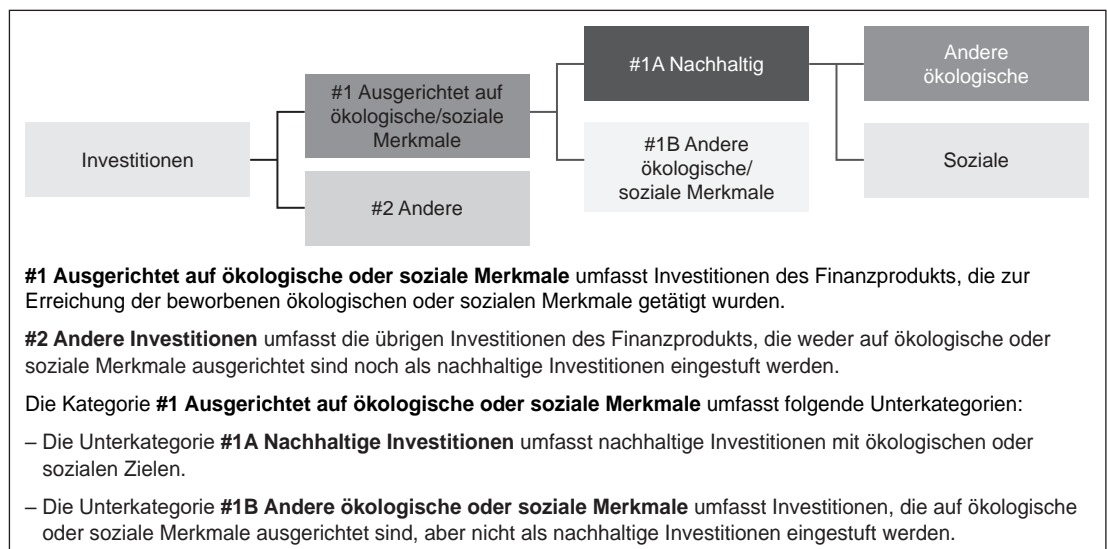 Investitionen
#1 Ausgerichtet auf
ökologische/soziale
Merkmale
#2 Andere
#1A Nachhaltig
#1B Andere
ökologische/
soziale Merkmale
Andere
ökologische
Soziale
#1 Ausgerichtet auf ökologische oder soziale Merkmale umfasst Investitionen des Finanzprodukts, die zur
Erreichung der beworbenen ökologischen oder sozialen Merkmale getätigt wurden.
#2 Andere Investitionen umfasst die übrigen Investitionen des Finanzprodukts, die weder auf ökologische oder
soziale Merkmale ausgerichtet sind noch als nachhaltige Investitionen eingestuft werden.
Die Kategorie #1 Ausgerichtet auf ökologische oder soziale Merkmale umfasst folgende Unterkategorien:
– Die Unterkategorie #1A Nachhaltige Investitionen umfasst nachhaltige Investitionen mit ökologischen oder
sozialen Zielen.
– Die Unterkategorie #1B Andere ökologische oder soziale Merkmale umfasst Investitionen, die auf ökologische
oder soziale Merkmale ausgerichtet sind, aber nicht als nachhaltige Investitionen eingestuft werden.